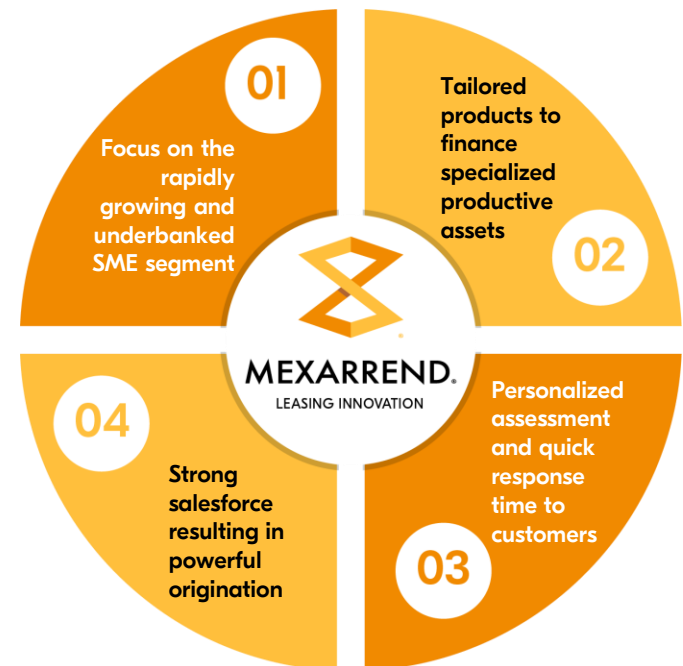 01
Focus on the
rapidly
growing and
underbanked
SME segment
Tailored
products to
finance
specialized
productive
assets
02
MEXARREND.
LEASING INNOVATION
Personalized
assessment
and quick
response
time to
customers
03
04
Strong
salesforce
resulting in
powerful
origination